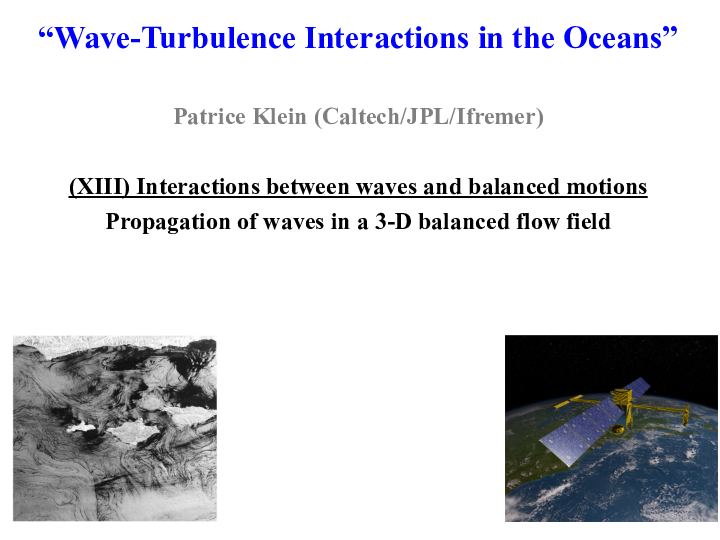 “Wave-Turbulence Interactions in the Oceans”
Patrice Klein (Caltech/JPL/Ifremer)
(XIII) Interactions between waves and balanced motions
Propagation of waves in a 3-D balanced flow field